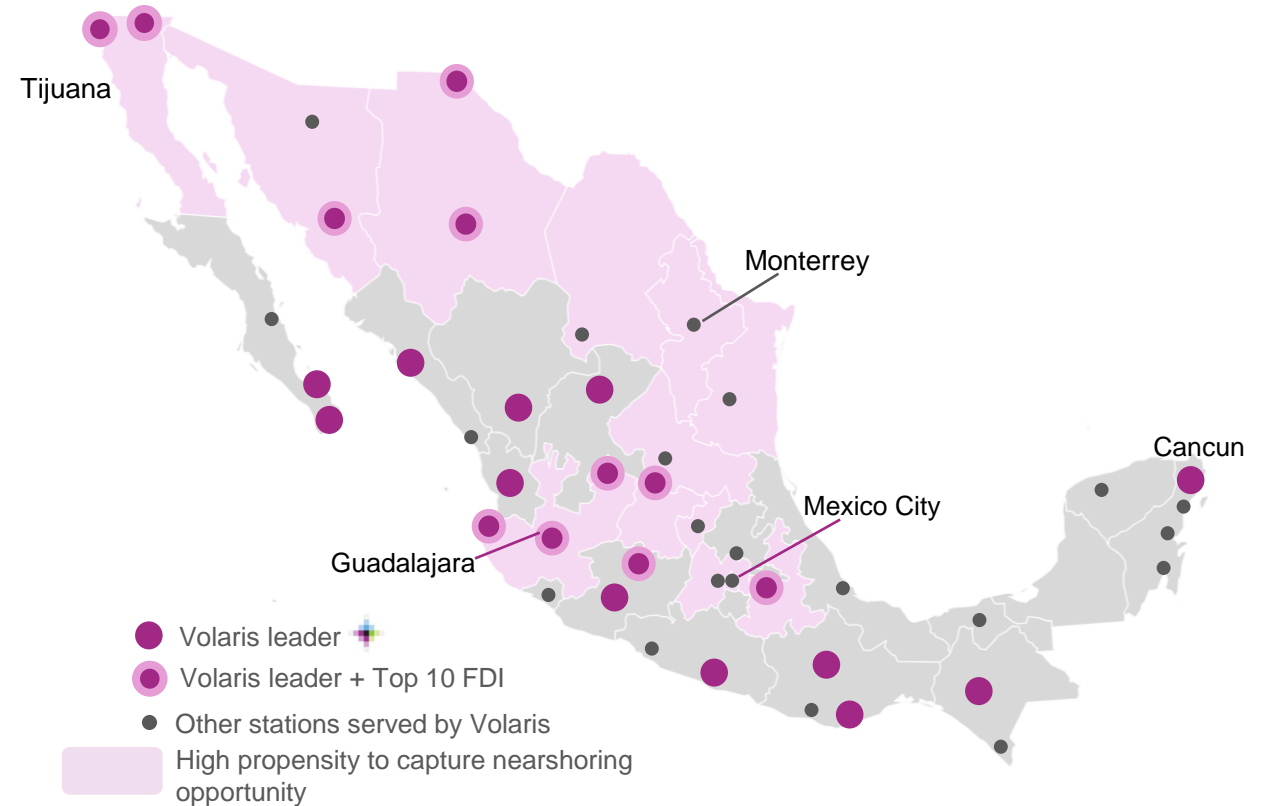 Tijuana
Monterrey
Cancun
Mexico City
Guadalajara
Volaris leader
Volaris leader + Top 10 FDI
Other stations served by Volaris
High propensity to capture nearshoring
opportunity